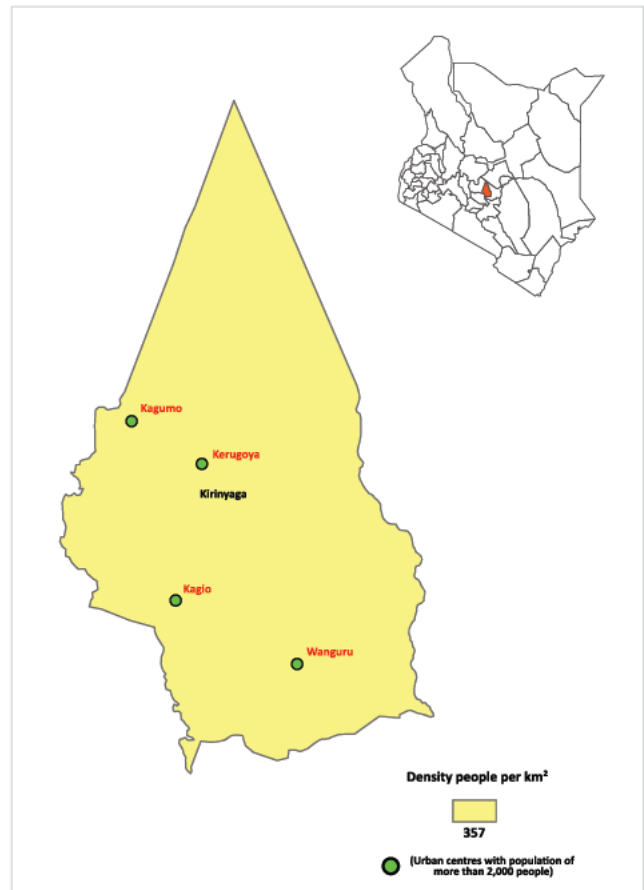 Kagumo
Kerugoya
Kirinyaga
Kagio
Wanguru
Density people per km²
357
(Urban centres with population of
more than 2,000 people)